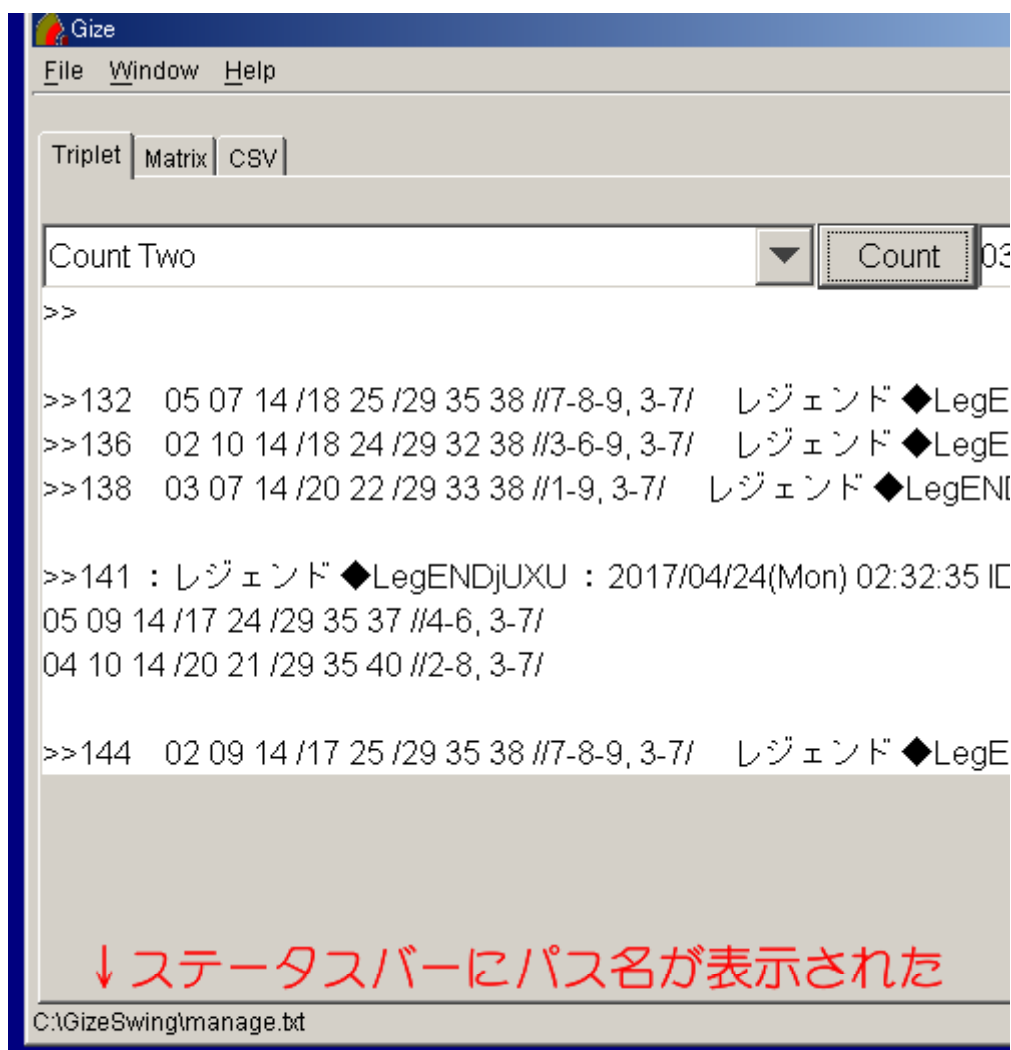 Gize
File Window Help
Triplet Matrix CSV
Count Two Count 03
>>
>>132 05 07 14 /18 25 /29 35 38 //7-8-9, 3-7/ レジェンド ◆LegE
>>136 02 10 14 /18 24 /29 32 38 //3-6-9, 3-7/ レジェンド ◆LegE
>>138 03 07 14 /20 22 /29 33 38 //1-9, 3-7/ レジェンド ◆LegEND
>>141 : レジェンド ◆LegENDjUXU : 2017/04/24(Mon) 02:32:35 ID
05 09 14 /17 24 /29 35 37 //4-6, 3-7/
04 10 14 /20 21 /29 35 40 //2-8, 3-7/
>>144 02 09 14 /17 25 /29 35 38 //7-8-9, 3-7/ レジェンド ◆LegE
↓ステータスバーにパス名が表示された
C:\GizeSwing\manage.txt